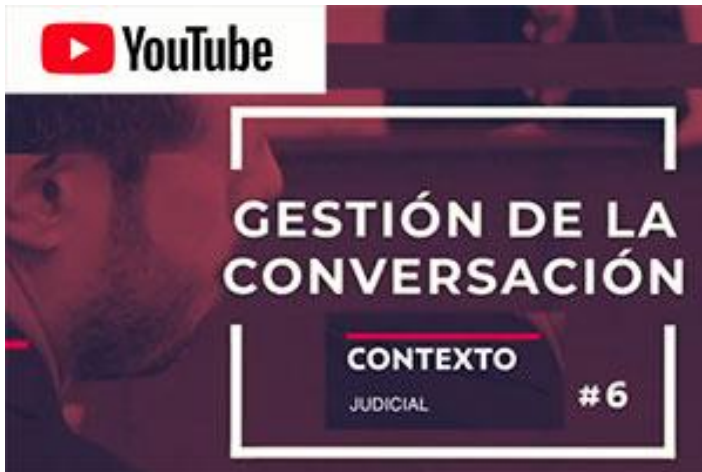 YouTube
GESTIÓN DE LA
CONVERSACIÓN
CONTEXTO
JUDICIAL
#6